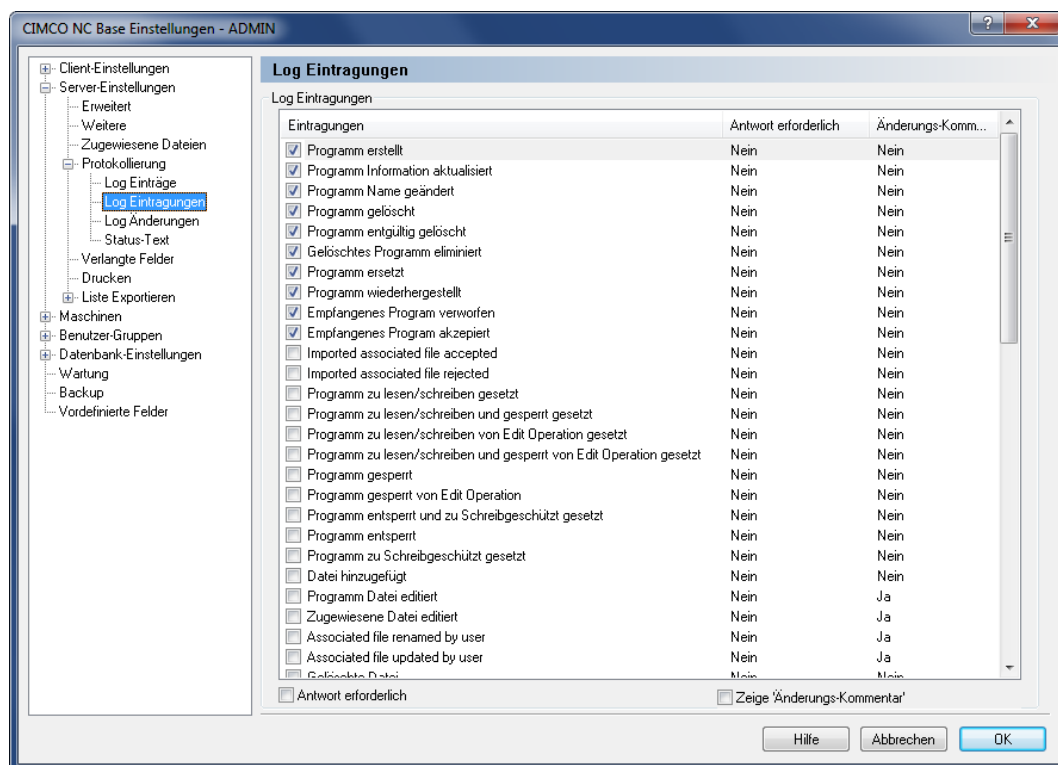 CIMCO NC Base Einstellungen - ADMIN
Client-Einstellungen
Server-Einstellungen
Erweitert
Weitere
Zugewiesene Dateien
Protokollierung
Log Einträge
Log Eintragungen
Log Änderungen
Status-Text
Verlangte Felder
Drucken
Liste Exportieren
Maschinen
Benutzer-Gruppen
Datenbank-Einstellungen
Wartung
Backup
Vordefinierte Felder
Log Eintragungen
Log Eintragungen
Eintragungen Antwort erforderlich Änderungs-Komm...
Programm erstellt Nein Nein
Programm Information aktualisiert Nein Nein
Programm Name geändert Nein Nein
Programm gelöscht Nein Nein
Programm entgültig gelöscht Nein Nein
Gelöschtes Programm eliminiert Nein Nein
Programm ersetzt Nein Nein
Programm wiederhergestellt Nein Nein
Empfangenes Program verworfen Nein Nein
Empfangenes Program akzepiert Nein Nein
Imported associated file accepted Nein Nein
Imported associated file rejected Nein Nein
Programm zu lesen/schreiben gesetzt Nein Nein
Programm zu lesen/schreiben und gesperrt gesetzt Nein Nein
Programm zu lesen/schreiben von Edit Operation gesetzt Nein Nein
Programm zu lesen/schreiben und gesperrt von Edit Operation gesetzt Nein Nein
Programm gesperrt Nein Nein
Programm gesperrt von Edit Operation Nein Nein
Programm entsperrt und zu Schreibgeschützt gesetzt Nein Nein
Programm entsperrt Nein Nein
Programm zu Schreibgeschützt gesetzt Nein Nein
Datei hinzugefügt Nein Nein
Programm Datei editiert Nein Ja
Zugewiesene Datei editiert Nein Ja
Associated file renamed by user Nein Ja
Associated file updated by user Nein Ja
Gelöschte Datei Nein Nein
Antwort erforderlich Zeige 'Änderungs-Kommentar'
Hilfe Abbrechen OK